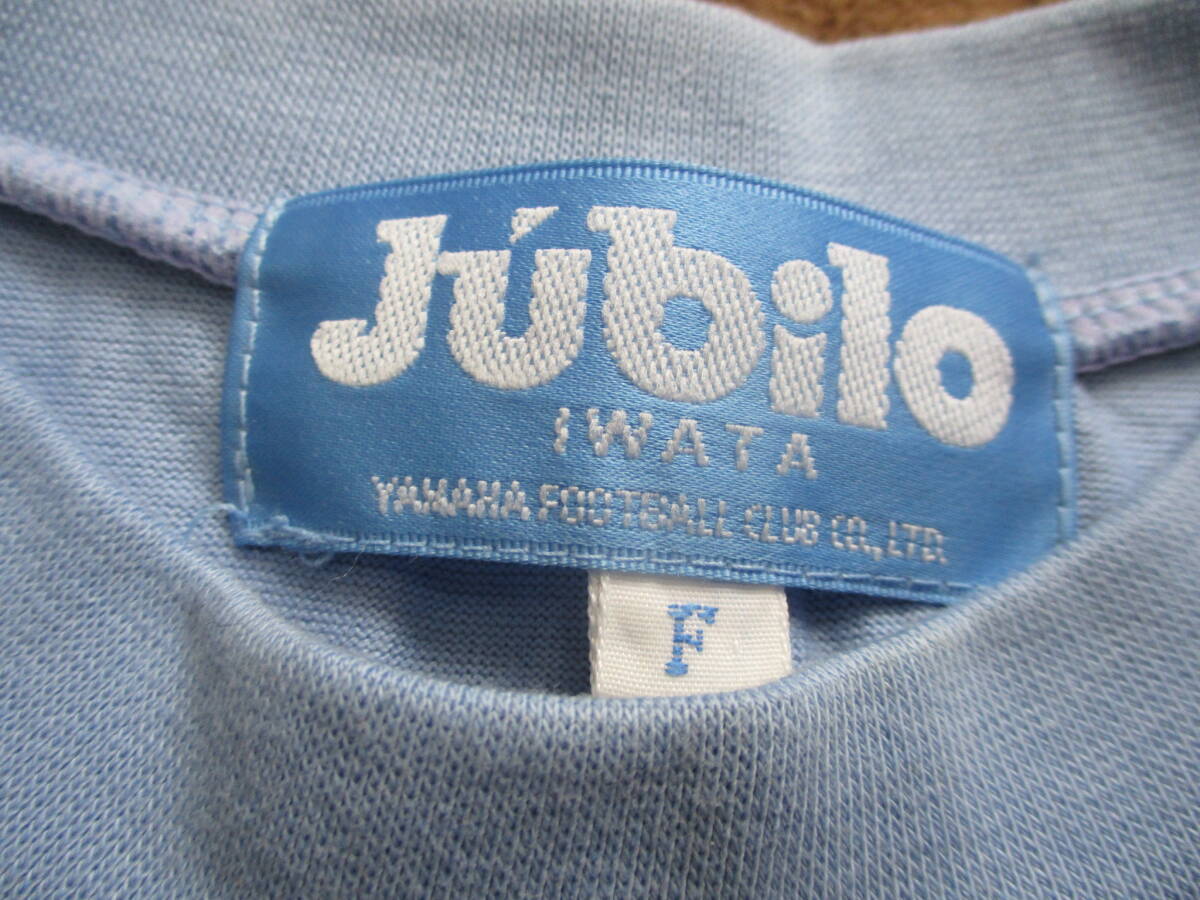 Júbilo
IWATA
YAMAHA FOOTBALL CLUB CO., LTD.
F